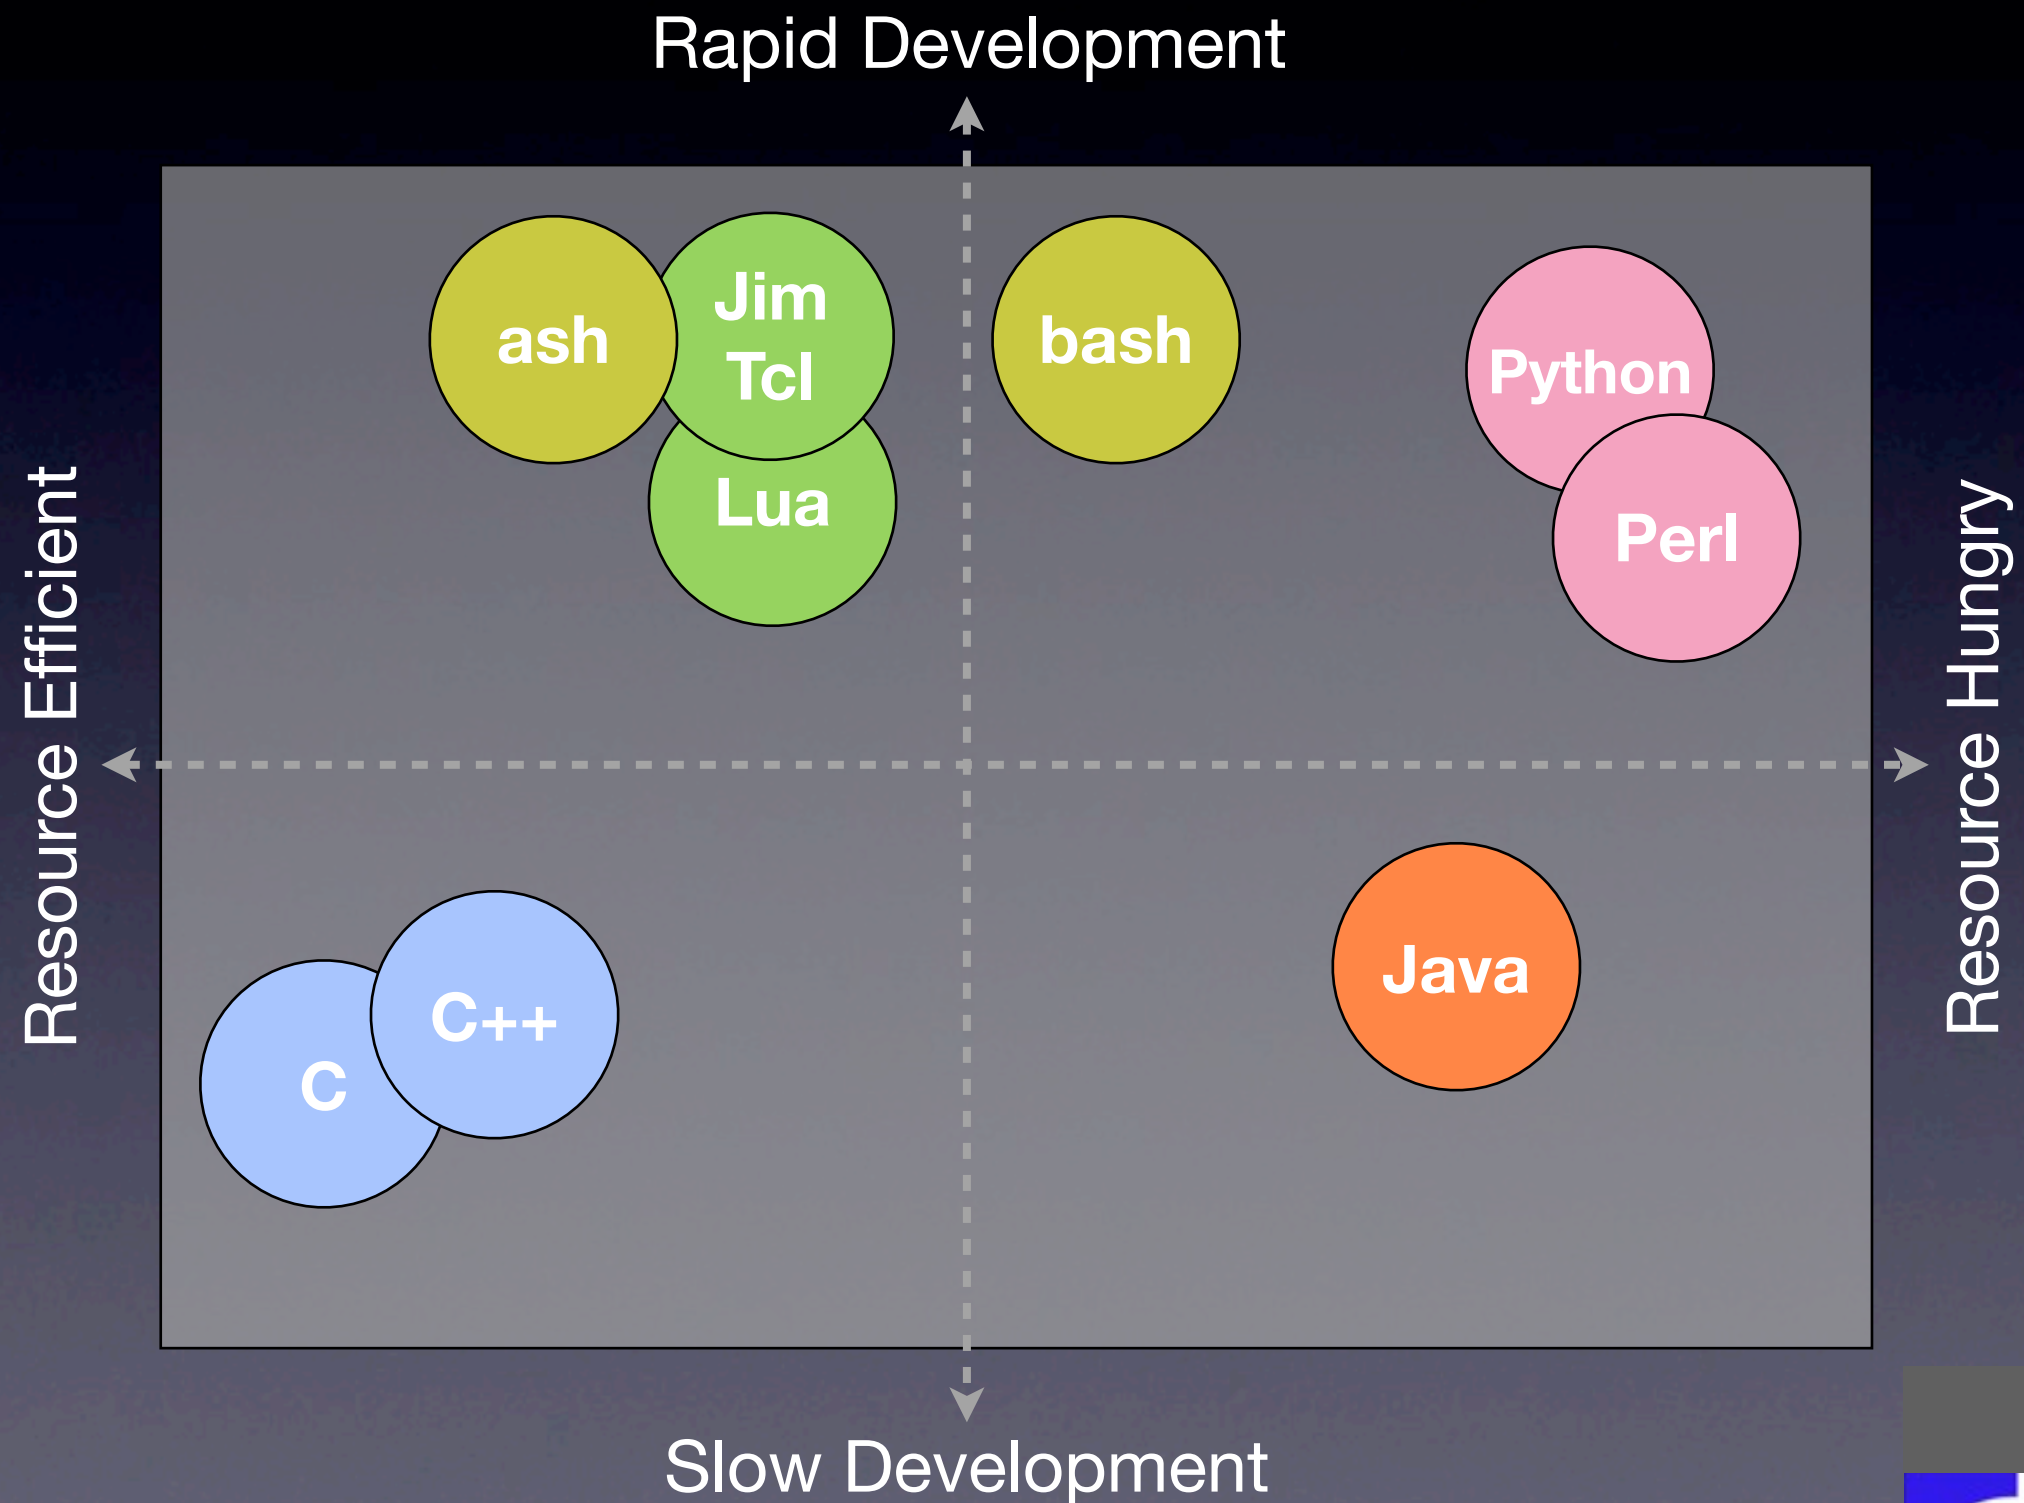 Rapid Development
Jim
Tcl
ash
bash
Python
Lua
Perl
Resource Efficient
Resource Hungry
Java
C++
C
Slow Development